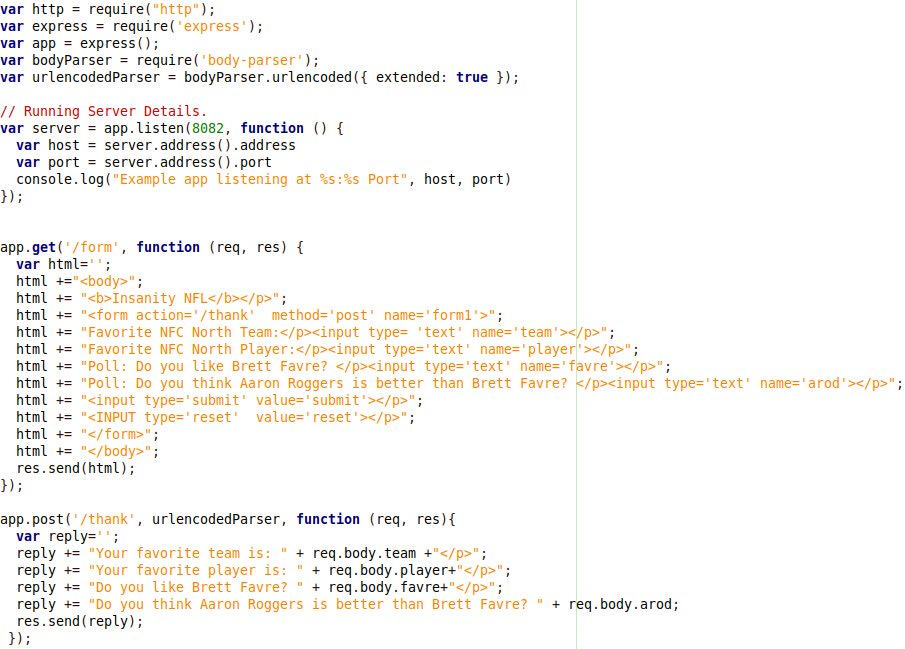 var http = require("http");
var express = require('express');
var app = express();
var bodyParser = require('body-parser');
var urlencodedParser = bodyParser.urlencoded({ extended: true });

// Running Server Details.
var server = app.listen(8082, function () {
  var host = server.address().address
  var port = server.address().port
  console.log("Example app listening at %s:%s Port", host, port)
});


app.get('/form', function (req, res) {
  var html='';
  html +="<body>";
  html += "<b>Insanity NFL</b></p>";
  html += "<form action='/thank'  method='post' name='form1'>";
  html += "Favorite NFC North Team:</p><input type= 'text' name='team'></p>";
  html += "Favorite NFC North Player:</p><input type='text' name='player'></p>";
  html += "Poll: Do you like Brett Favre? </p><input type='text' name='favre'></p>";
  html += "Poll: Do you think Aaron Roggers is better than Brett Favre? </p><input type='text' name='arod'></p>";
  html += "<input type='submit' value='submit'></p>";
  html += "<INPUT type='reset'  value='reset'></p>";
  html += "</form>";
  html += "</body>";
  res.send(html);
});

app.post('/thank', urlencodedParser, function (req, res){
  var reply='';
  reply += "Your favorite team is: " + req.body.team +"</p>";
  reply += "Your favorite player is: " + req.body.player+"</p>";
  reply += "Do you like Brett Favre? " + req.body.favre+"</p>";
  reply += "Do you think Aaron Roggers is better than Brett Favre? " + req.body.arod;
  res.send(reply);
 });